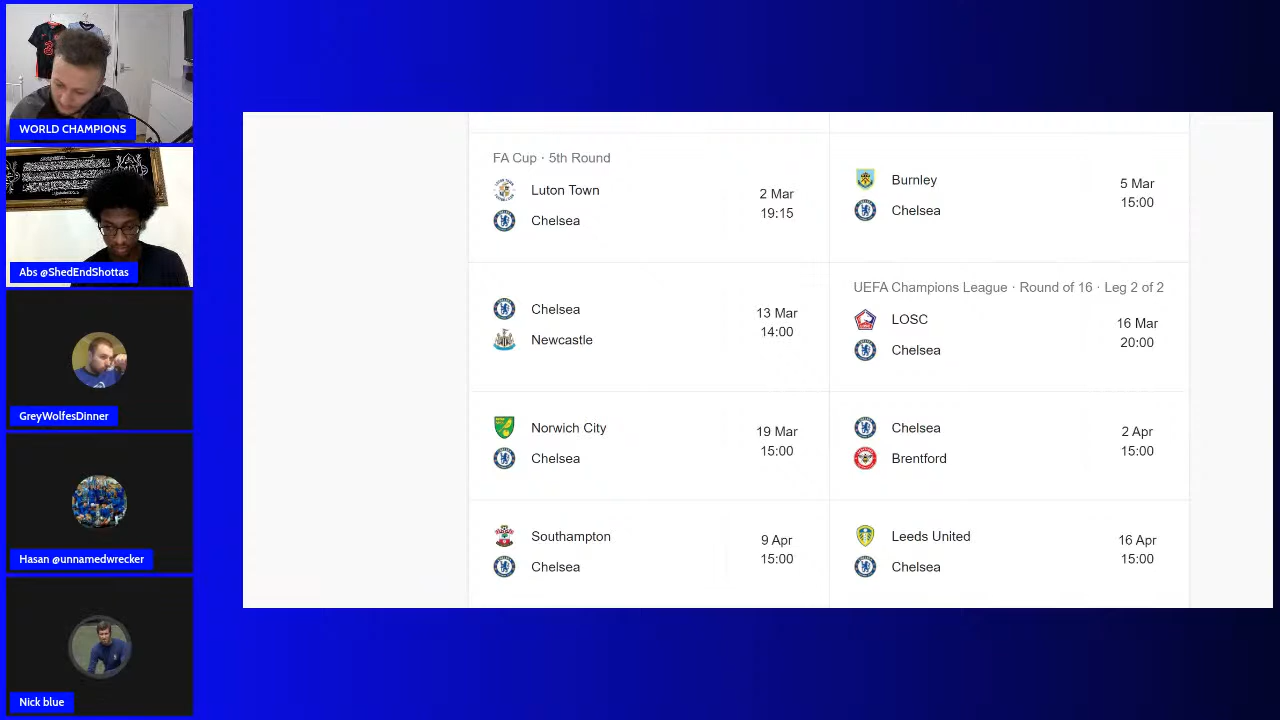 WORLD CHAMPIONS
Abs @ShedEndShottas
GreyWolfesDinner
Hasan @unnamedwrecker
Nick blue
FA Cup · 5th Round
Luton Town
Chelsea
2 Mar
19:15
Burnley
Chelsea
5 Mar
15:00
Chelsea
Newcastle
13 Mar
14:00
UEFA Champions League · Round of 16 · Leg 2 of 2
LOSC
Chelsea
16 Mar
20:00
Norwich City
Chelsea
19 Mar
15:00
Chelsea
Brentford
2 Apr
15:00
Southampton
Chelsea
9 Apr
15:00
Leeds United
Chelsea
16 Apr
15:00